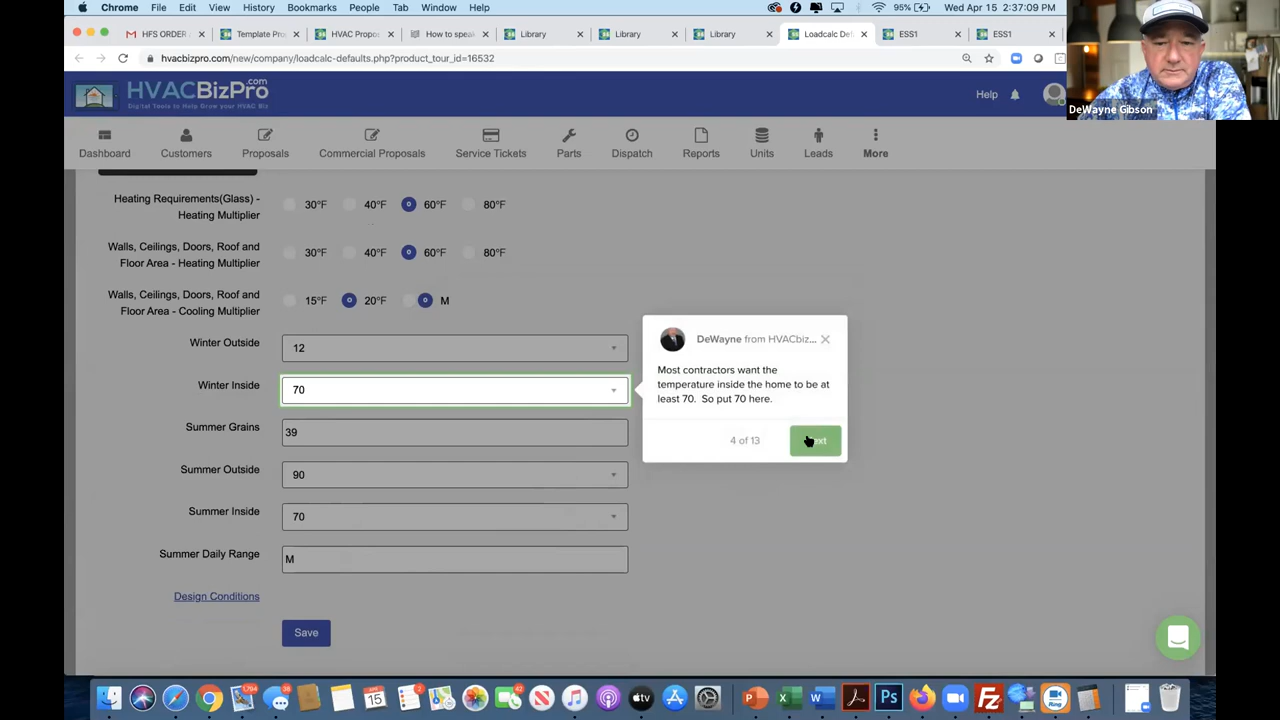 Chrome File Edit View History Bookmarks People Tab Window Help 95% Wed Apr 15 2:37:09 PM
HFS ORDER Template Pro HVAC Propos How to speak Library Library Library Loadcalc Def ESS1 ESS1
hvacbizpro.com/new/company/loadcalc-defaults.php?product_tour_id=16532
HVACBizPro.com
Digital Tools to Help Grow your HVAC Biz
Help
DeWayne Gibson
Dashboard Customers Proposals Commercial Proposals Service Tickets Parts Dispatch Reports Units Leads More
Heating Requirements(Glass) -
Heating Multiplier
30°F 40°F 60°F 80°F
Walls, Ceilings, Doors, Roof and
Floor Area - Heating Multiplier
30°F 40°F 60°F 80°F
Walls, Ceilings, Doors, Roof and
Floor Area - Cooling Multiplier
15°F 20°F M
Winter Outside 12
Winter Inside 70
Summer Grains 39
Summer Outside 90
Summer Inside 70
Summer Daily Range M
Design Conditions
Save
DeWayne from HVACbiz...
Most contractors want the
temperature inside the home to be at
least 70. So put 70 here.
4 of 13